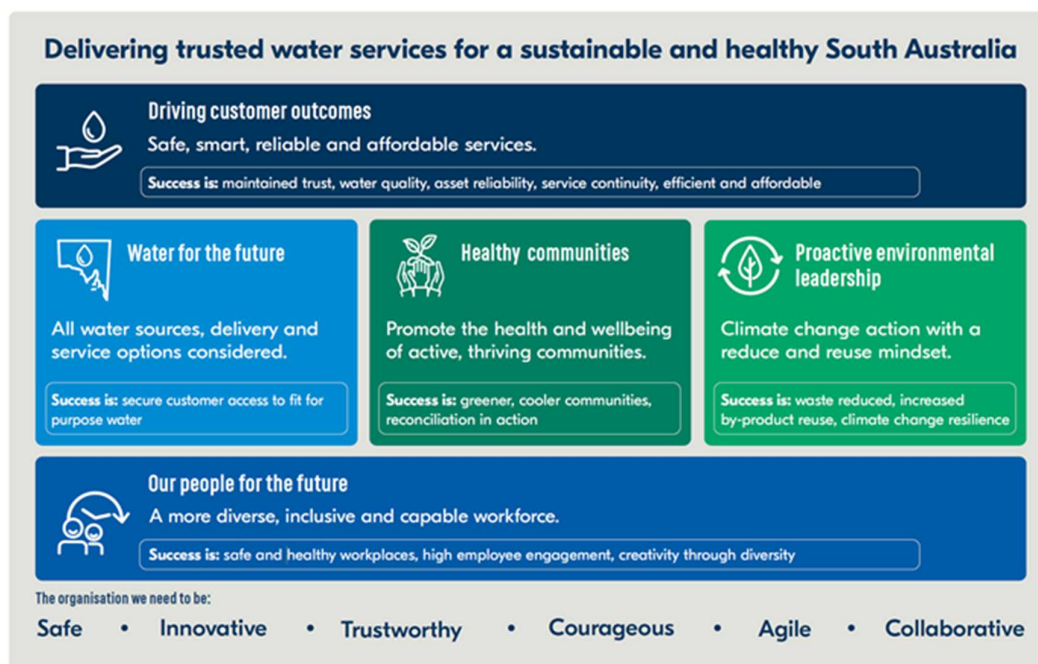 Delivering trusted water services for a sustainable and healthy South Australia
Driving customer outcomes
Safe, smart, reliable and affordable services.
Success is: maintained trust, water quality, asset reliability, service continuity, efficient and affordable
Water for the future
All water sources, delivery and
service options considered.
Success is: secure customer access to fit for
purpose water
Healthy communities
Promote the health and wellbeing
of active, thriving communities.
Success is: greener, cooler communities,
reconciliation in action
Proactive environmental
leadership
Climate change action with a
reduce and reuse mindset.
Success is: waste reduced, increased
by-product reuse, climate change resilience
Our people for the future
A more diverse, inclusive and capable workforce.
Success is: safe and healthy workplaces, high employee engagement, creativity through diversity
The organisation we need to be:
Safe • Innovative • Trustworthy • Courageous • Agile • Collaborative